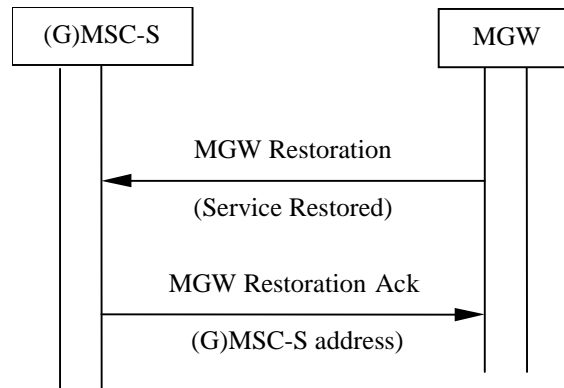 (G)MSC-S
MGW
MGW Restoration
(Service Restored)
MGW Restoration Ack
(G)MSC-S address)